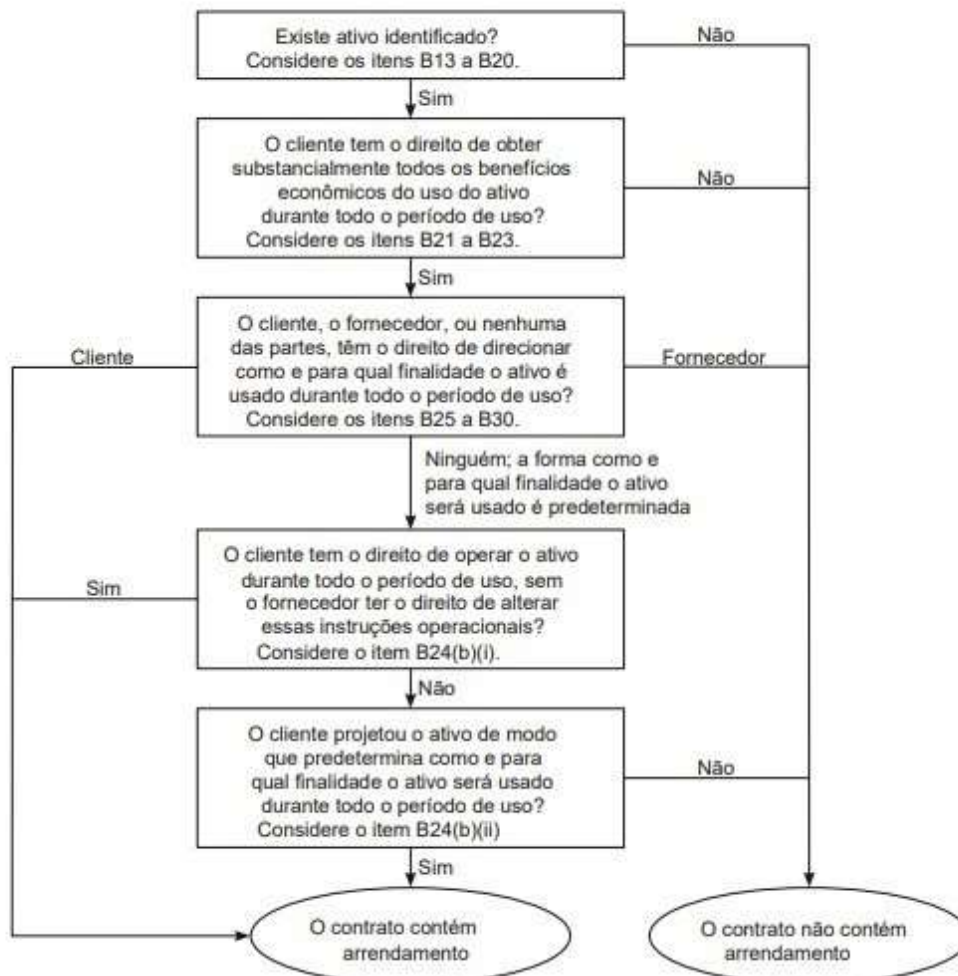 Existe ativo identificado?
Considere os itens B13 a B20.
Não
Sim
O cliente tem o direito de obter
substancialmente todos os benefícios
econômicos do uso do ativo
durante todo o período de uso?
Considere os itens B21 a B23.
Não
Sim
O cliente, o fornecedor, ou nenhuma
das partes, têm o direito de direcionar
como e para qual finalidade o ativo é
usado durante todo o período de uso?
Considere os itens B25 a B30.
Cliente
Fornecedor
Ninguém; a forma como e
para qual finalidade o ativo
será usado é predeterminada
O cliente tem o direito de operar o ativo
durante todo o período de uso, sem
o fornecedor ter o direito de alterar
essas instruções operacionais?
Considere o item B24(b)(i).
Sim
Não
O cliente projetou o ativo de modo
que predetermina como e para
qual finalidade o ativo será usado
durante todo o período de uso?
Considere o item B24(b)(ii)
Não
Sim
O contrato contém
arrendamento
O contrato não contém
arrendamento